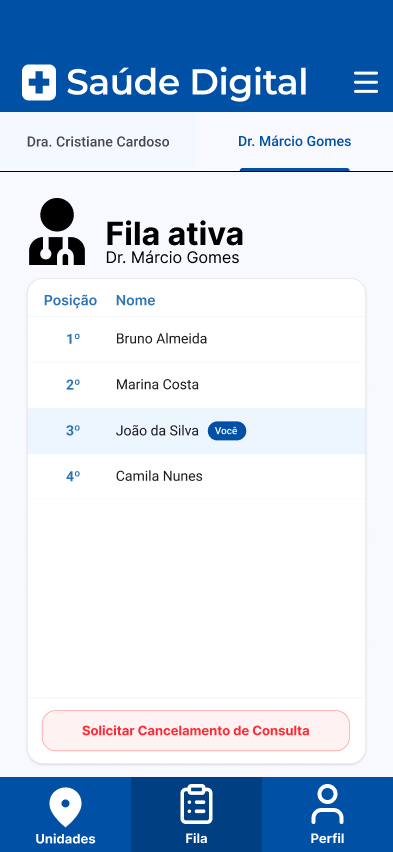 Saúde Digital
Dra. Cristiane Cardoso
Dr. Márcio Gomes
Fila ativa
Dr. Márcio Gomes
Posição Nome
1º Bruno Almeida
2º Marina Costa
3º João da Silva Você
4º Camila Nunes
Solicitar Cancelamento de Consulta
Unidades
Fila
Perfil